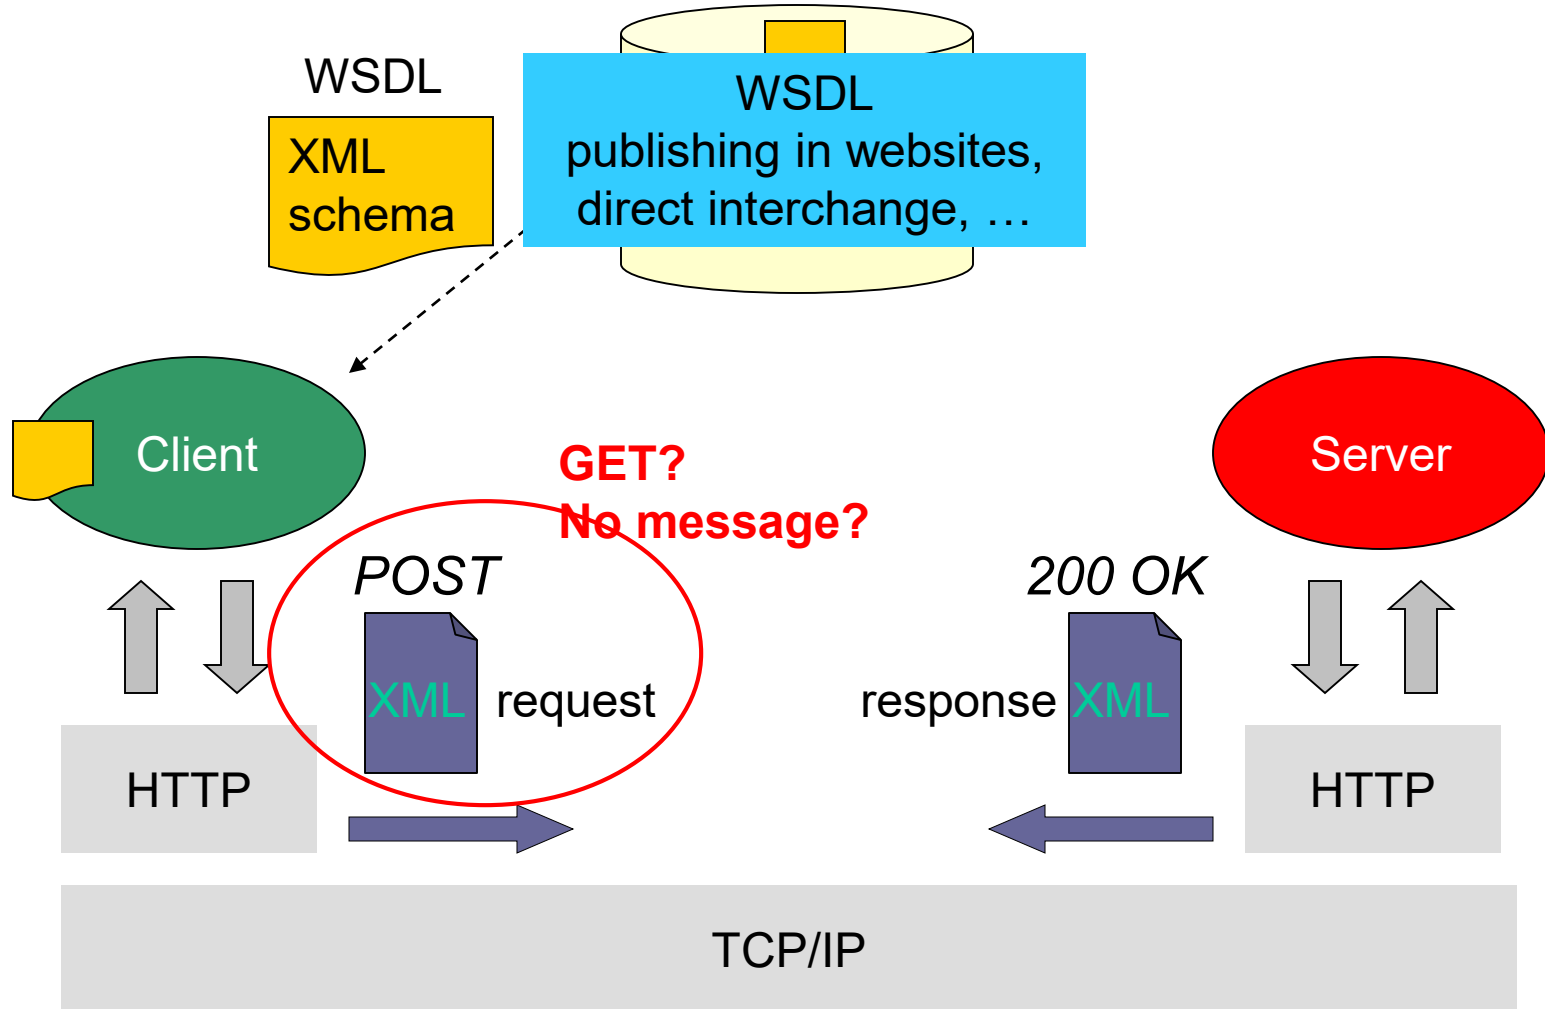 WSDL
XML
schema
WSDL
publishing in websites,
direct interchange, …
Client
Server
GET?
No message?
POST
200 OK
XML
request
response
XML
HTTP
HTTP
TCP/IP